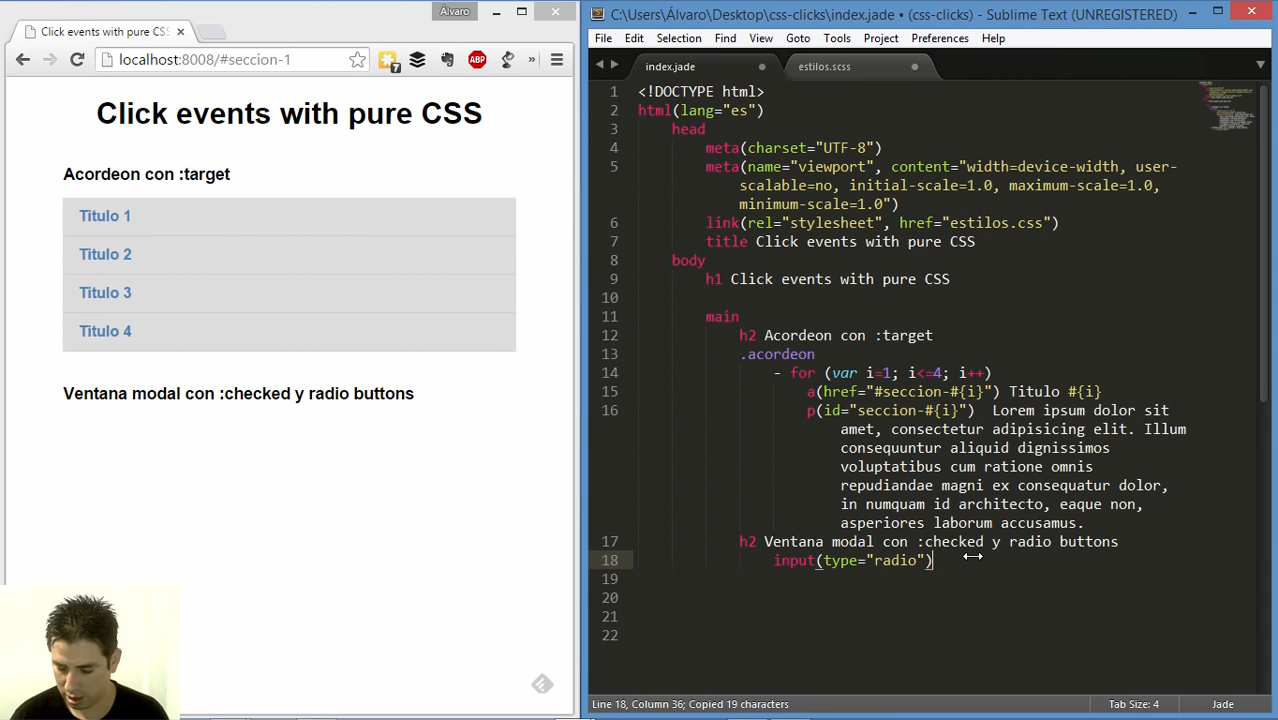 Álvaro
Click events with pure CSS
localhost:8008/#seccion-1
7
ABP
»
Click events with pure CSS
Acordeon con :target
Titulo 1
Titulo 2
Titulo 3
Titulo 4
Ventana modal con :checked y radio buttons
C:\Users\Álvaro\Desktop\css-clicks\index.jade • (css-clicks) - Sublime Text (UNREGISTERED)
File Edit Selection Find View Goto Tools Project Preferences Help
index.jade estilos.scss
1 <!DOCTYPE html>
2 html(lang="es")
3 head
4 meta(charset="UTF-8")
5 meta(name="viewport", content="width=device-width, user-
scalable=no, initial-scale=1.0, maximum-scale=1.0,
minimum-scale=1.0")
6 link(rel="stylesheet", href="estilos.css")
7 title Click events with pure CSS
8 body
9 h1 Click events with pure CSS
10
11 main
12 h2 Acordeon con :target
13 .acordeon
14 - for (var i=1; i<=4; i++)
15 a(href="#seccion-#{i}") Titulo #{i}
16 p(id="seccion-#{i}")  Lorem ipsum dolor sit
amet, consectetur adipisicing elit. Illum
consequuntur aliquid dignissimos
voluptatibus cum ratione omnis
repudiandae magni ex consequatur dolor,
in numquam id architecto, eaque non,
asperiores laborum accusamus.
17 h2 Ventana modal con :checked y radio buttons
18 input(type="radio")
19
20
21
22
Line 18, Column 36; Copied 19 characters Tab Size: 4 Jade